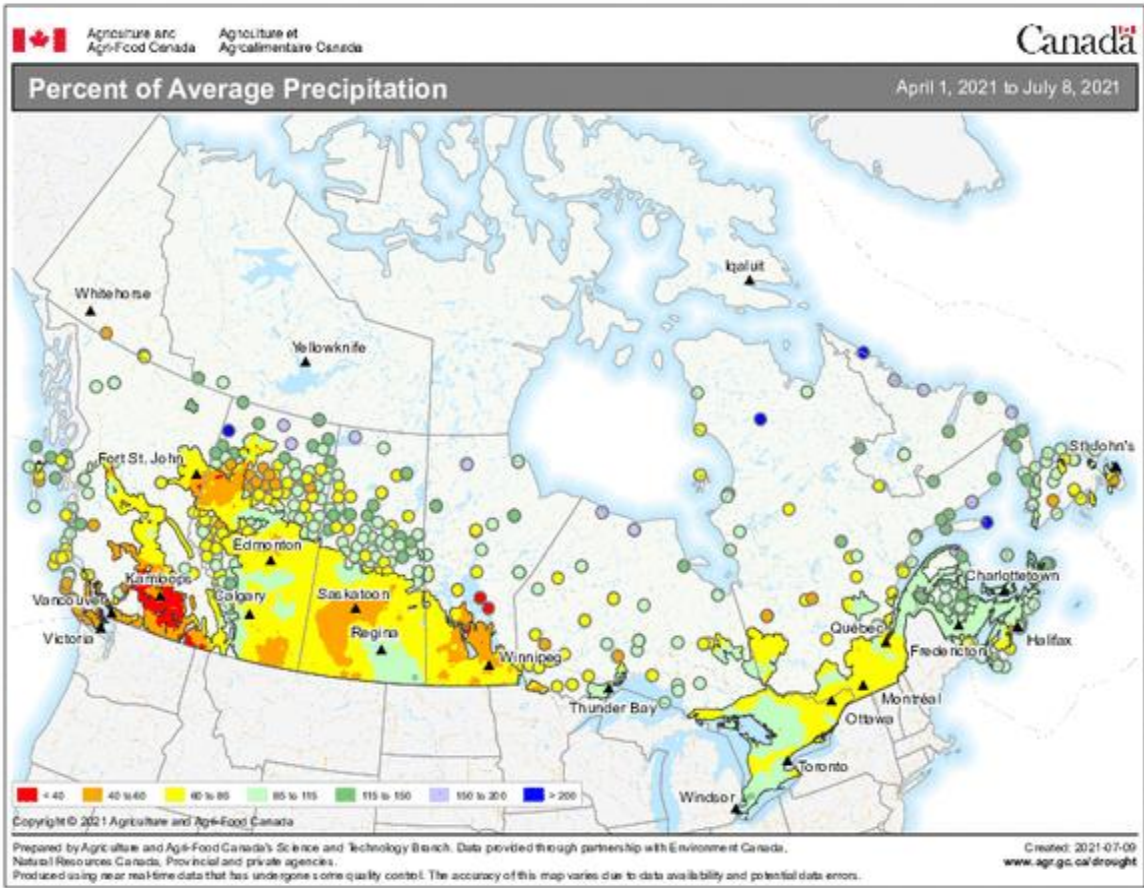 Agriculture and
Agri-Food Canada
Agriculture et
Agroalimentaire Canada
Canada
Percent of Average Precipitation
April 1, 2021 to July 8, 2021
Iqaluit
Whitehorse
Yellowknife
St. John's
Fort St. John
Edmonton
Charlottetown
Kamloops
Saskatoon
Calgary
Vancouver
Québec
Regina
Victoria
Halifax
Fredericton
Winnipeg
Montréal
Thunder Bay
Ottawa
Toronto
Windsor
< 40
40 to 60
60 to 85
85 to 115
115 to 150
150 to 200
> 200
Copyright © 2021 Agriculture and Agri-Food Canada
Prepared by Agriculture and Agri-Food Canada's Science and Technology Branch. Data provided through partnership with Environment Canada,
Natural Resources Canada, Provincial and private agencies.
Produced using near real-time data that has undergone some quality control. The accuracy of this map varies due to data availability and potential data errors.
Created: 2021-07-09
www.agr.gc.ca/drought